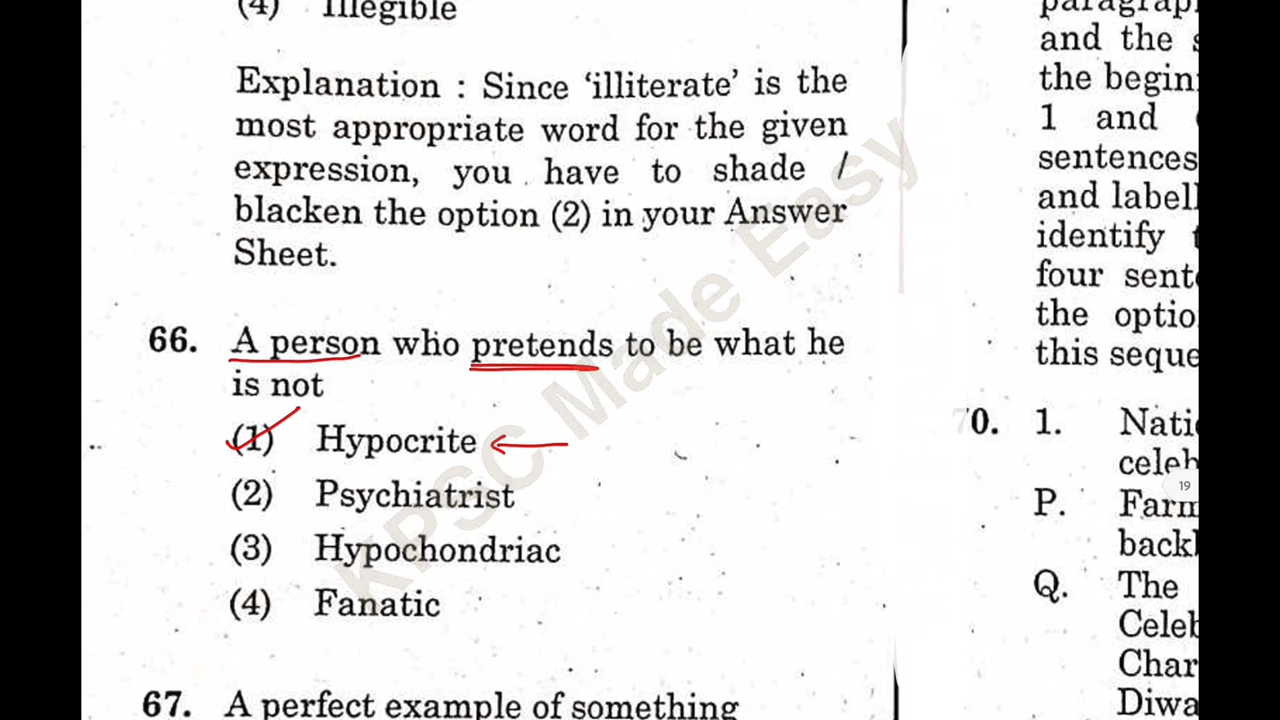 (4) Illegible
Explanation : Since ‘illiterate’ is the
most appropriate word for the given
expression, you have to shade /
blacken the option (2) in your Answer
Sheet.
66. A person who pretends to be what he
is not
(1) Hypocrite
(2) Psychiatrist
(3) Hypochondriac
(4) Fanatic
67. A perfect example of something
paragrap
and the s
the begin
1 and
sentences
and label
identify
four sent
the optio
this seque
70. 1. Nati
celeb
P. Farm
back
Q. The
Celeb
Char
Diwa
19
KPSC Made Easy